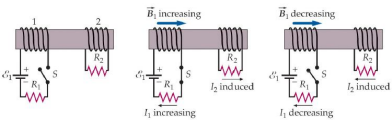 1 2
R₂
ℰ₁ + − R₁ S
B⃗₁ increasing
R₂
ℰ₁ + − R₁ S
I₂ induced
I₁ increasing
B⃗₁ decreasing
R₂
ℰ₁ + − R₁ S
I₂ induced
I₁ decreasing